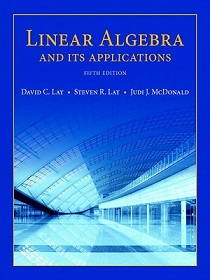 LINEAR ALGEBRA
AND ITS APPLICATIONS
FIFTH EDITION
DAVID C. LAY • STEVEN R. LAY • JUDI J. MCDONALD